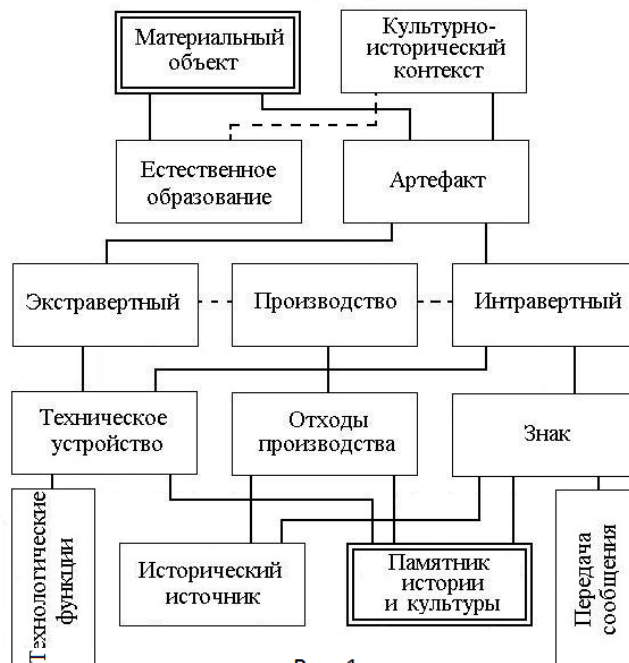 Материальный
объект
Культурно-
исторический
контекст
Естественное
образование
Артефакт
Экстравертный
Производство
Интравертный
Техническое
устройство
Отходы
производства
Знак
Технологические
функции
Исторический
источник
Памятник
истории
и культуры
Передача
сообщения